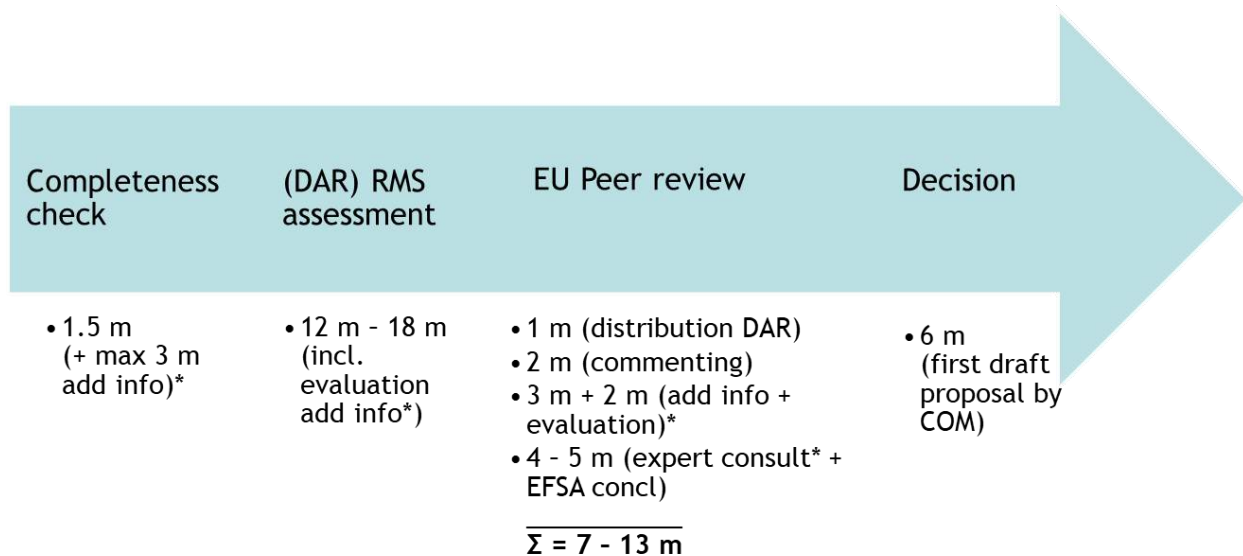 Completeness
check
(DAR) RMS
assessment
EU Peer review
Decision
• 1.5 m
(+ max 3 m
add info)*
• 12 m – 18 m
(incl.
evaluation
add info*)
• 1 m (distribution DAR)
• 2 m (commenting)
• 3 m + 2 m (add info +
evaluation)*
• 4 – 5 m (expert consult* +
EFSA concl)
Σ = 7 – 13 m
• 6 m
(first draft
proposal by
COM)